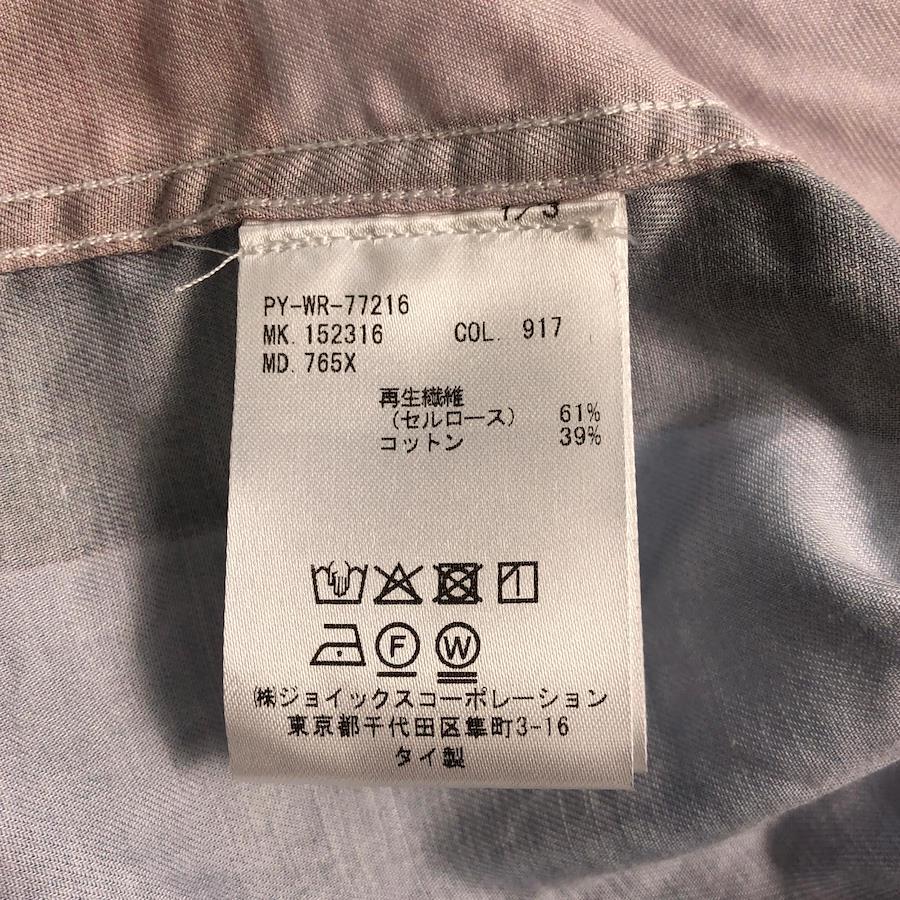 1/3
PY-WR-77216
MK. 152316 COL. 917
MD. 765X
再生繊維
(セルロース) 61%
コットン 39%
F W
㈱ジョイックスコーポレーション
東京都千代田区隼町3-16
タイ製